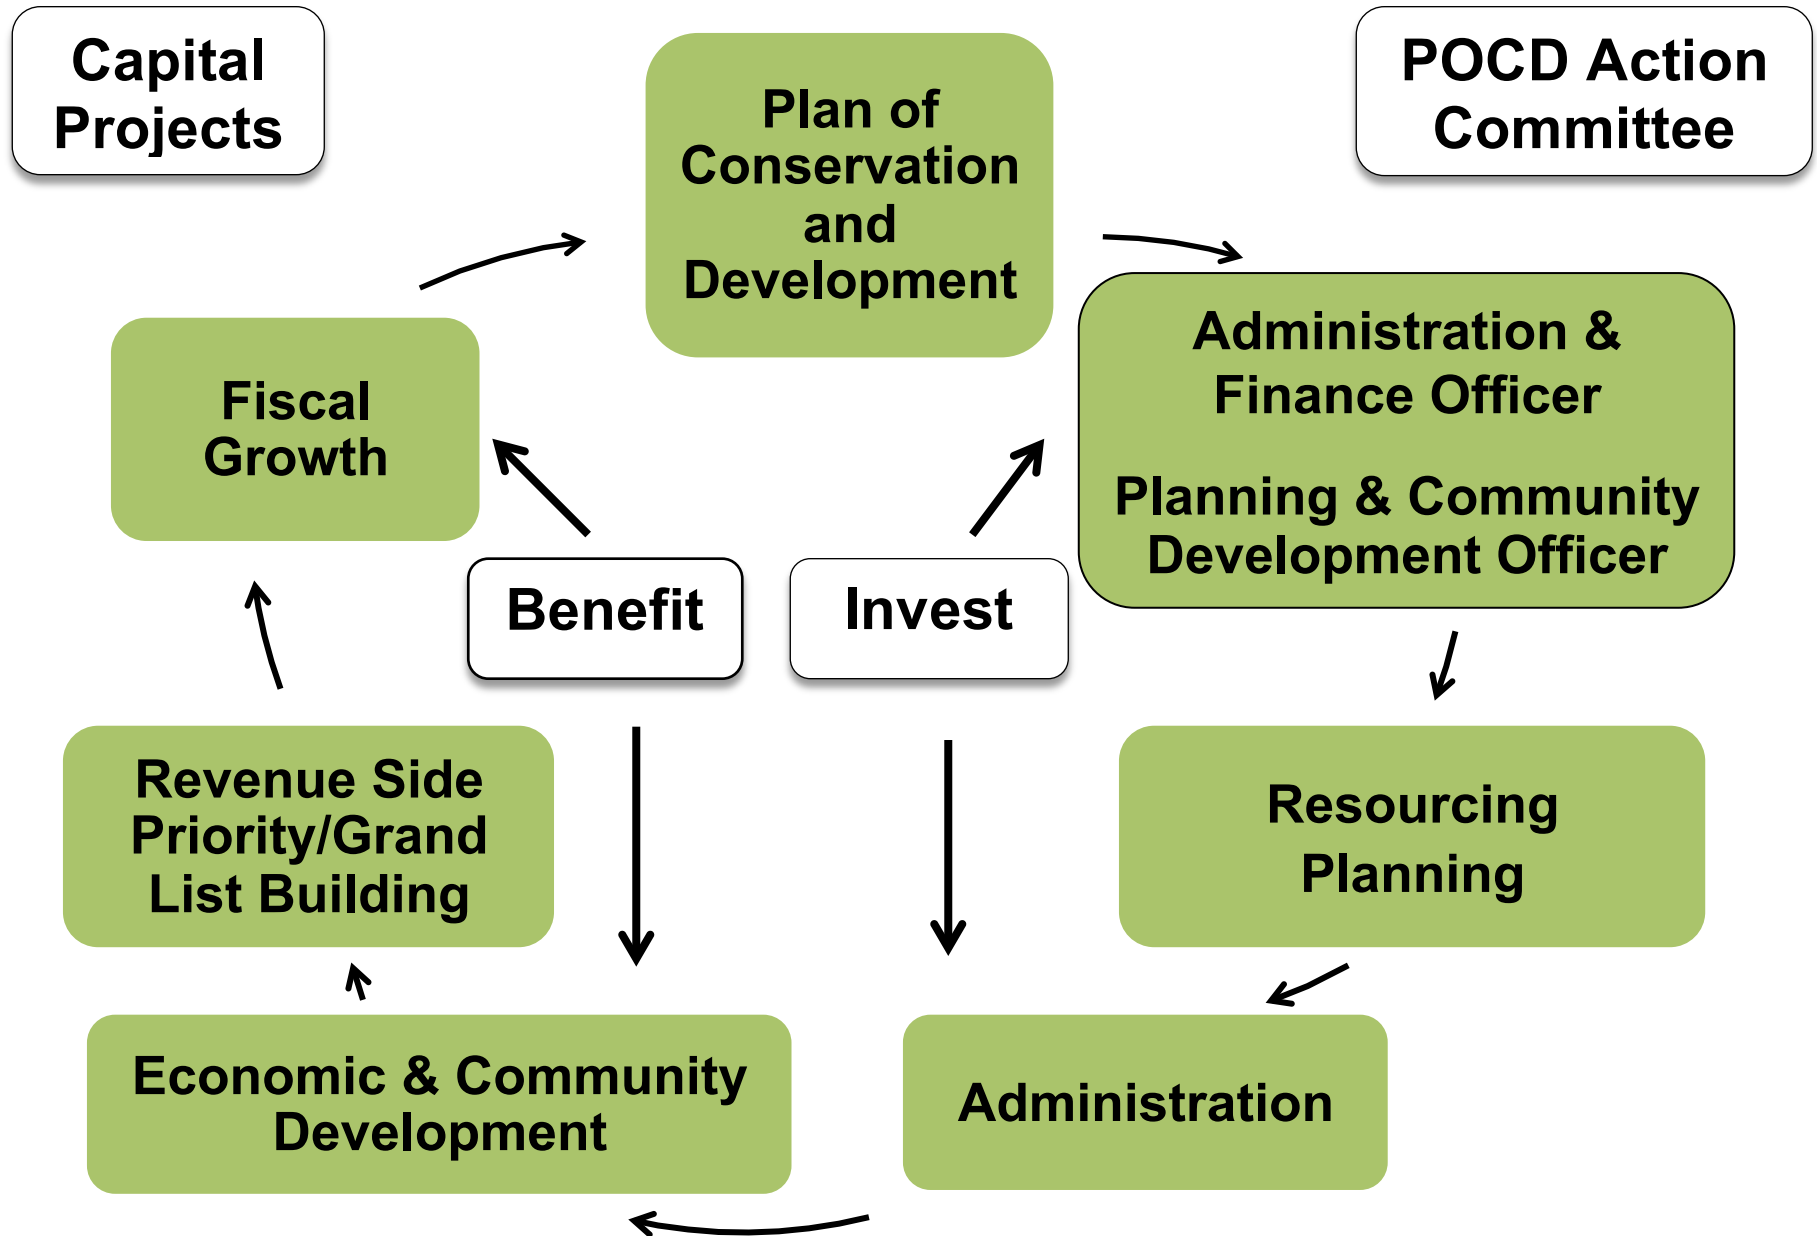 Capital
Projects
POCD Action
Committee
Plan of
Conservation
and
Development
Administration &
Finance Officer
Planning & Community
Development Officer
Fiscal
Growth
Benefit
Invest
Revenue Side
Priority/Grand
List Building
Resourcing
Planning
Economic & Community
Development
Administration